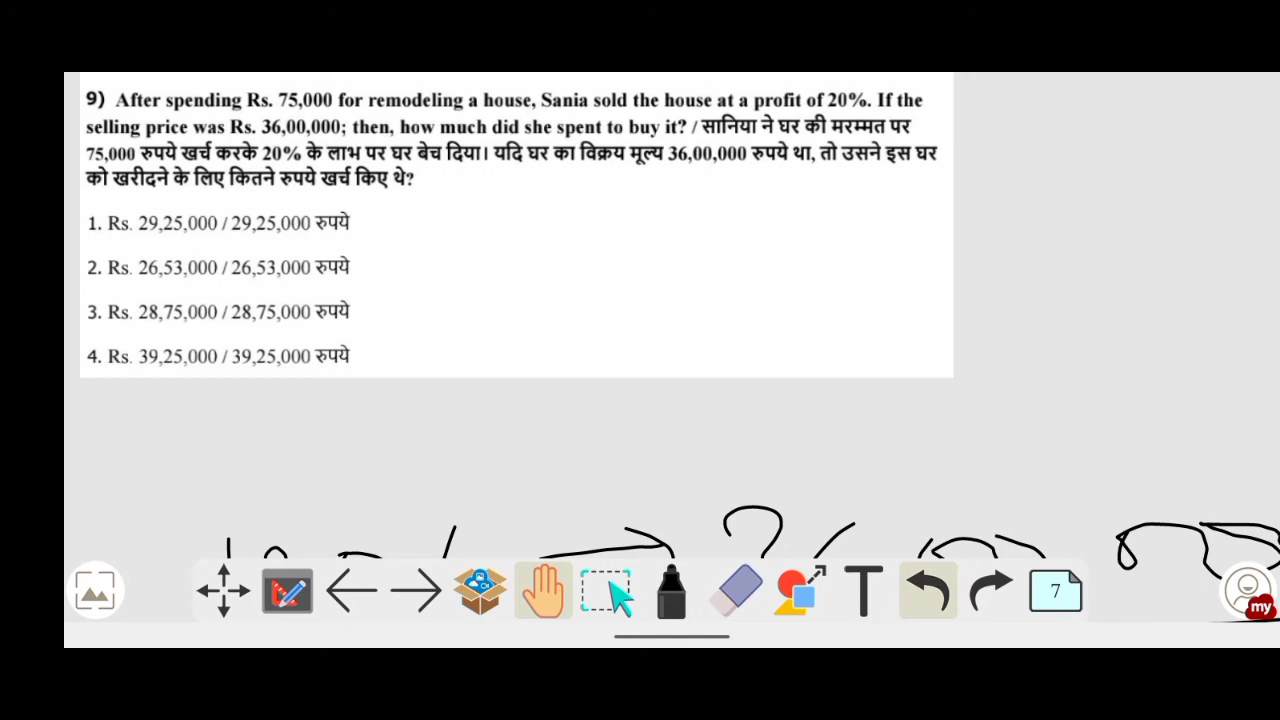 9) After spending Rs. 75,000 for remodeling a house, Sania sold the house at a profit of 20%. If the
selling price was Rs. 36,00,000; then, how much did she spent to buy it? / सानिया ने घर की मरम्मत पर
75,000 रुपये खर्च करके 20% के लाभ पर घर बेच दिया। यदि घर का विक्रय मूल्य 36,00,000 रुपये था, तो उसने इस घर
को खरीदने के लिए कितने रुपये खर्च किए थे?
1. Rs. 29,25,000 / 29,25,000 रुपये
2. Rs. 26,53,000 / 26,53,000 रुपये
3. Rs. 28,75,000 / 28,75,000 रुपये
4. Rs. 39,25,000 / 39,25,000 रुपये
T
7
my